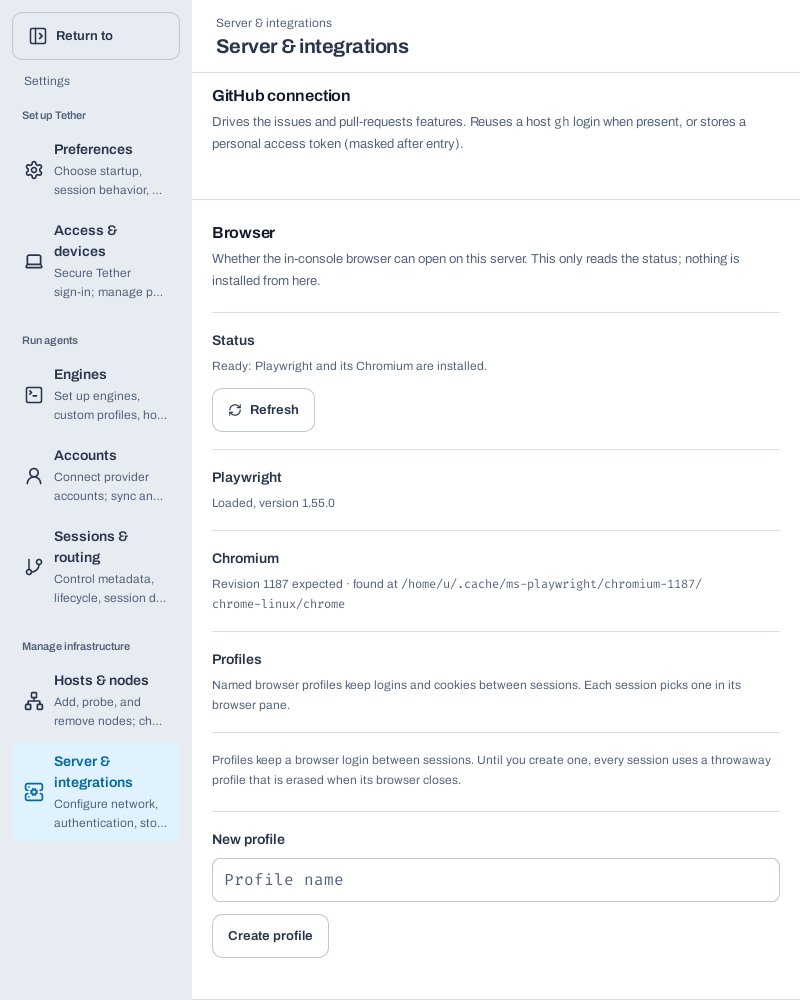 Return to
Settings
Set up Tether
Preferences
Choose startup,
session behavior, ...
Access &
devices
Secure Tether
sign-in; manage p...
Run agents
Engines
Set up engines,
custom profiles, ho...
Accounts
Connect provider
accounts; sync an...
Sessions &
routing
Control metadata,
lifecycle, session d...
Manage infrastructure
Hosts & nodes
Add, probe, and
remove nodes; ch...
Server &
integrations
Configure network,
authentication, sto...
Server & integrations
Server & integrations
GitHub connection
Drives the issues and pull-requests features. Reuses a host gh login when present, or stores a
personal access token (masked after entry).
Browser
Whether the in-console browser can open on this server. This only reads the status; nothing is
installed from here.
Status
Ready: Playwright and its Chromium are installed.
Refresh
Playwright
Loaded, version 1.55.0
Chromium
Revision 1187 expected · found at /home/u/.cache/ms-playwright/chromium-1187/
chrome-linux/chrome
Profiles
Named browser profiles keep logins and cookies between sessions. Each session picks one in its
browser pane.
Profiles keep a browser login between sessions. Until you create one, every session uses a throwaway
profile that is erased when its browser closes.
New profile
Profile name
Create profile